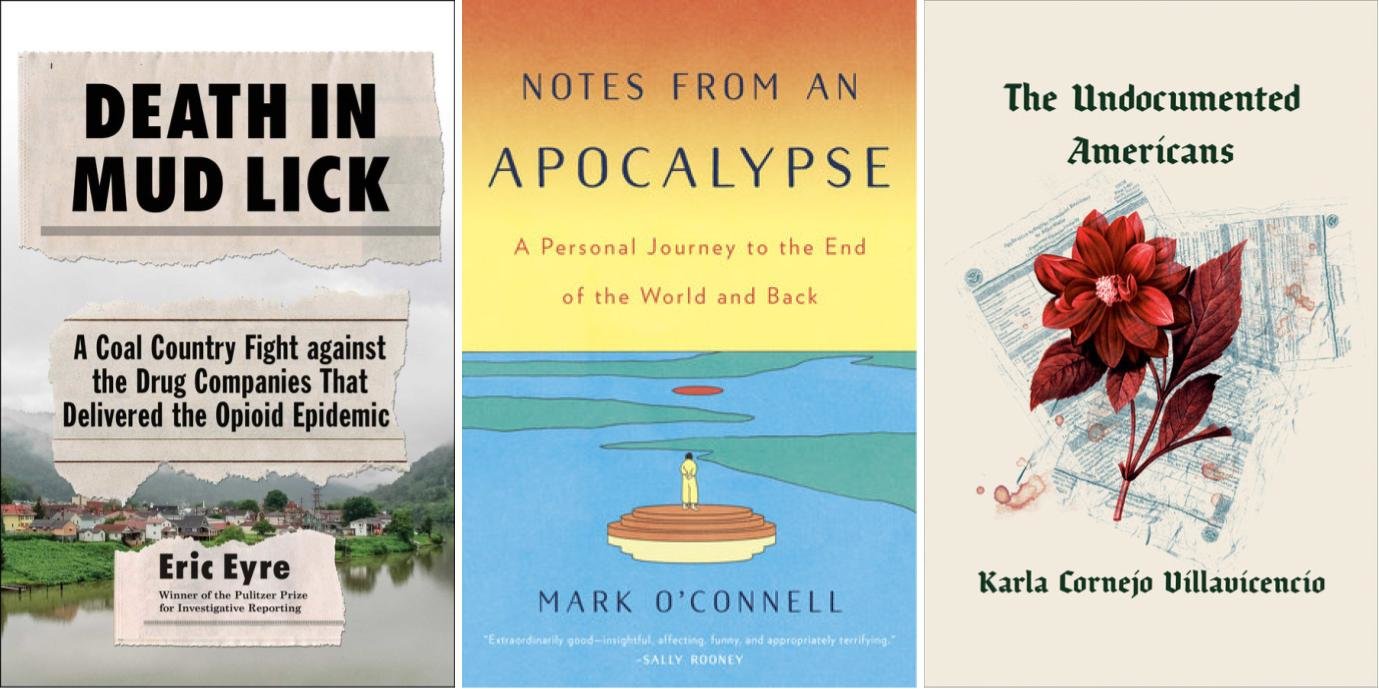 DEATH IN
MUD LICK
A Coal Country Fight against
the Drug Companies That
Delivered the Opioid Epidemic
Eric Eyre
Winner of the Pulitzer Prize
for Investigative Reporting
NOTES FROM AN
APOCALYPSE
A Personal Journey to the End
of the World and Back
MARK O'CONNELL
"Extraordinarily good—insightful, affecting, funny, and appropriately terrifying."
–SALLY ROONEY
The Undocumented
Americans
Karla Cornejo Villavicencio